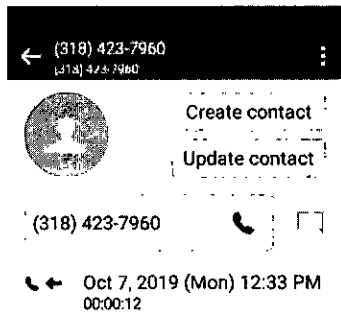 (318) 423-7960
(318) 423-7960
Create contact
Update contact
(318) 423-7960
Oct 7, 2019 (Mon) 12:33 PM
00:00:12